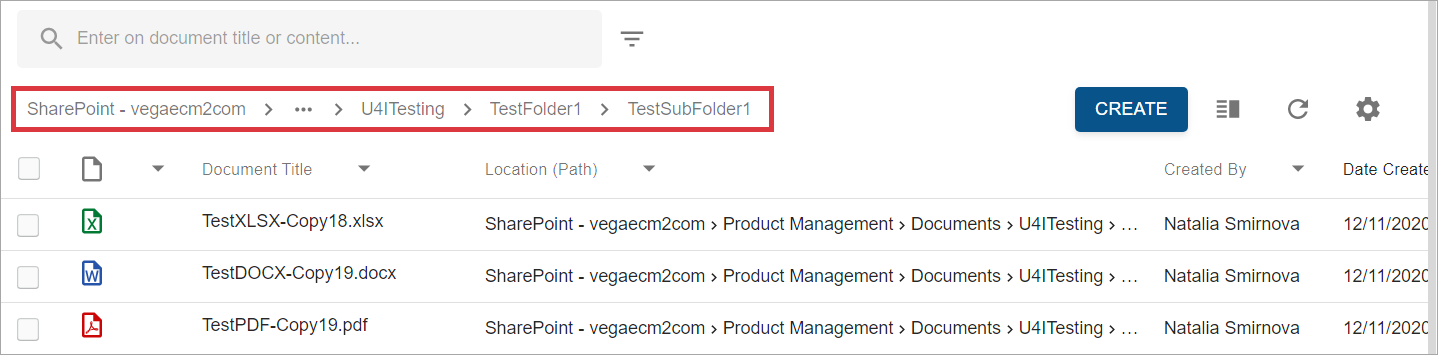 Enter on document title or content...
SharePoint - vegaecm2com > ••• > U4ITesting > TestFolder1 > TestSubFolder1 CREATE
Document Title Location (Path) Created By Date Create
TestXLSX-Copy18.xlsx SharePoint - vegaecm2com > Product Management > Documents > U4ITesting > ... Natalia Smirnova 12/11/2020
TestDOCX-Copy19.docx SharePoint - vegaecm2com > Product Management > Documents > U4ITesting > ... Natalia Smirnova 12/11/2020
TestPDF-Copy19.pdf SharePoint - vegaecm2com > Product Management > Documents > U4ITesting > ... Natalia Smirnova 12/11/2020